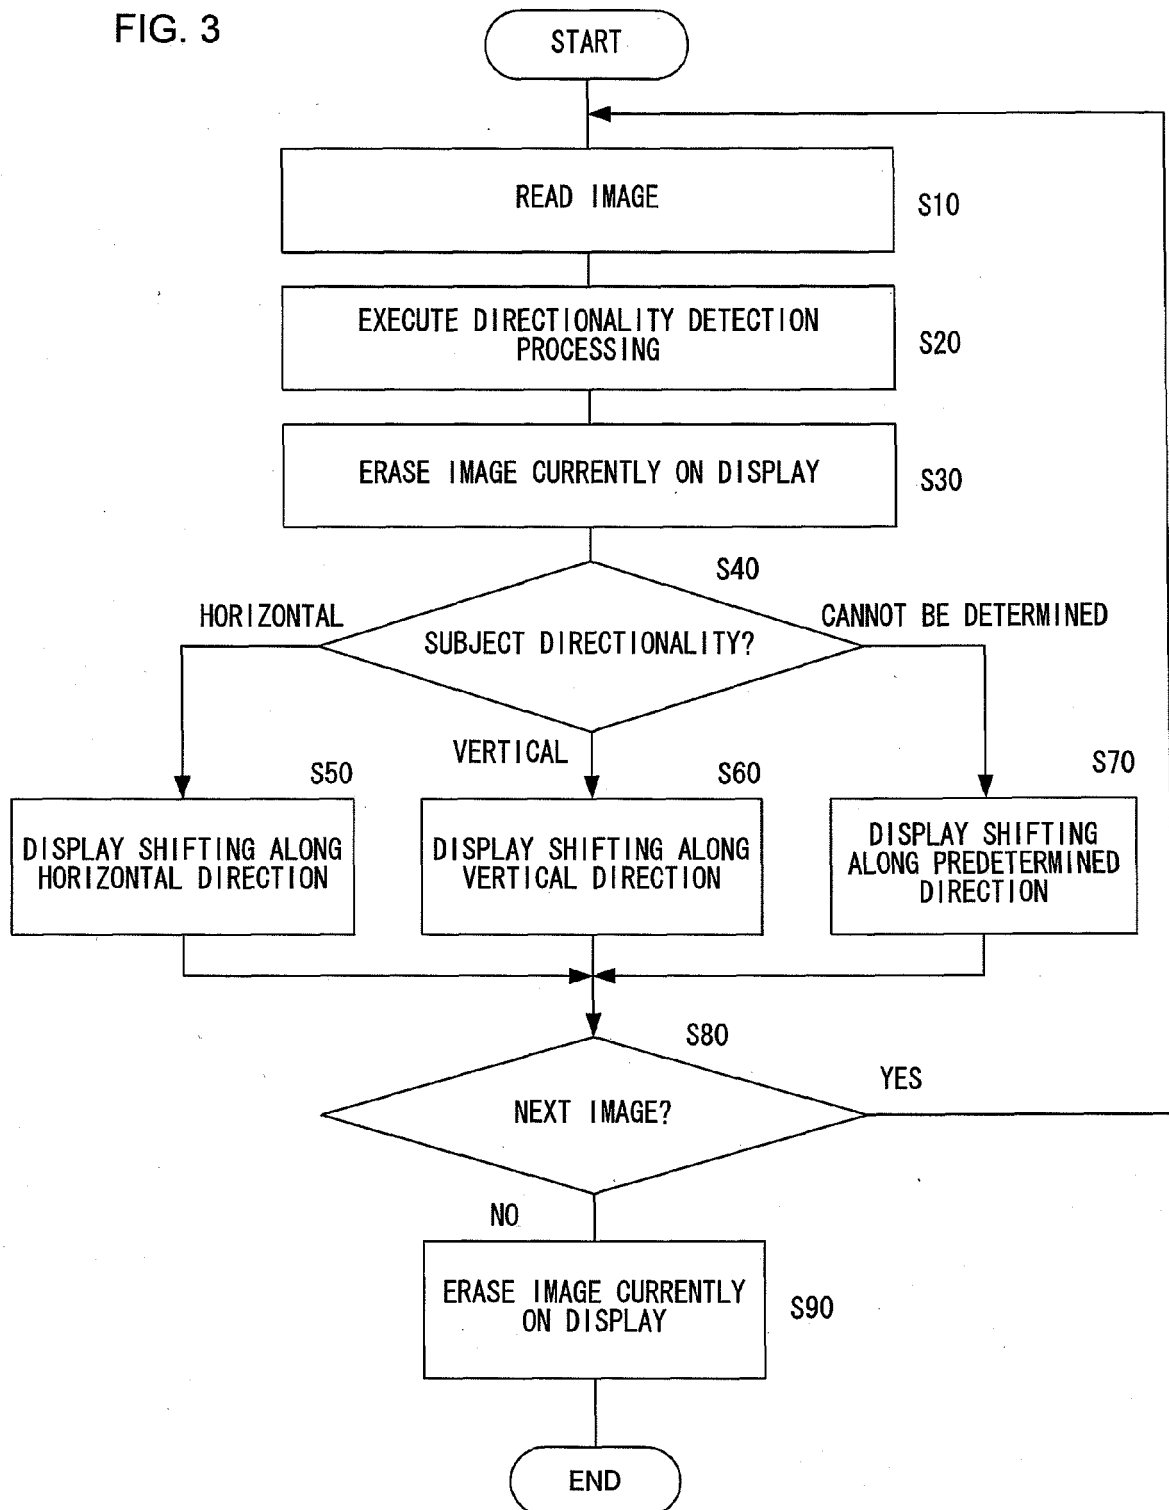 FIG. 3
START
READ IMAGE
S10
EXECUTE DIRECTIONALITY DETECTION
PROCESSING
S20
ERASE IMAGE CURRENTLY ON DISPLAY
S30
S40
HORIZONTAL
CANNOT BE DETERMINED
SUBJECT DIRECTIONALITY?
VERTICAL
S50
S60
S70
DISPLAY SHIFTING ALONG
HORIZONTAL DIRECTION
DISPLAY SHIFTING ALONG
VERTICAL DIRECTION
DISPLAY SHIFTING
ALONG PREDETERMINED
DIRECTION
S80
YES
NEXT IMAGE?
NO
ERASE IMAGE CURRENTLY
ON DISPLAY
S90
END